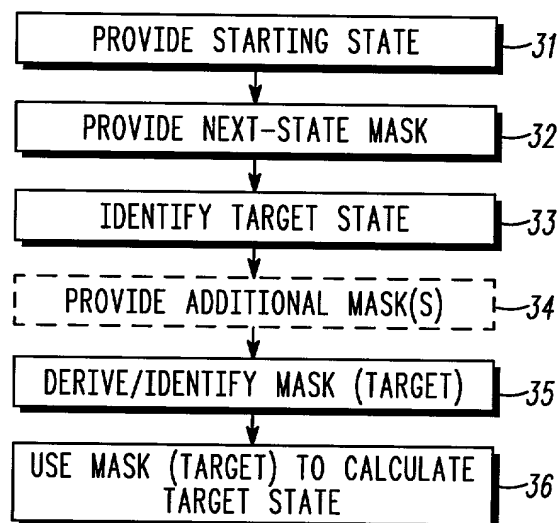 PROVIDE STARTING STATE 31
PROVIDE NEXT-STATE MASK 32
IDENTIFY TARGET STATE 33
PROVIDE ADDITIONAL MASK(S) 34
DERIVE/IDENTIFY MASK (TARGET) 35
USE MASK (TARGET) TO CALCULATE
TARGET STATE 36